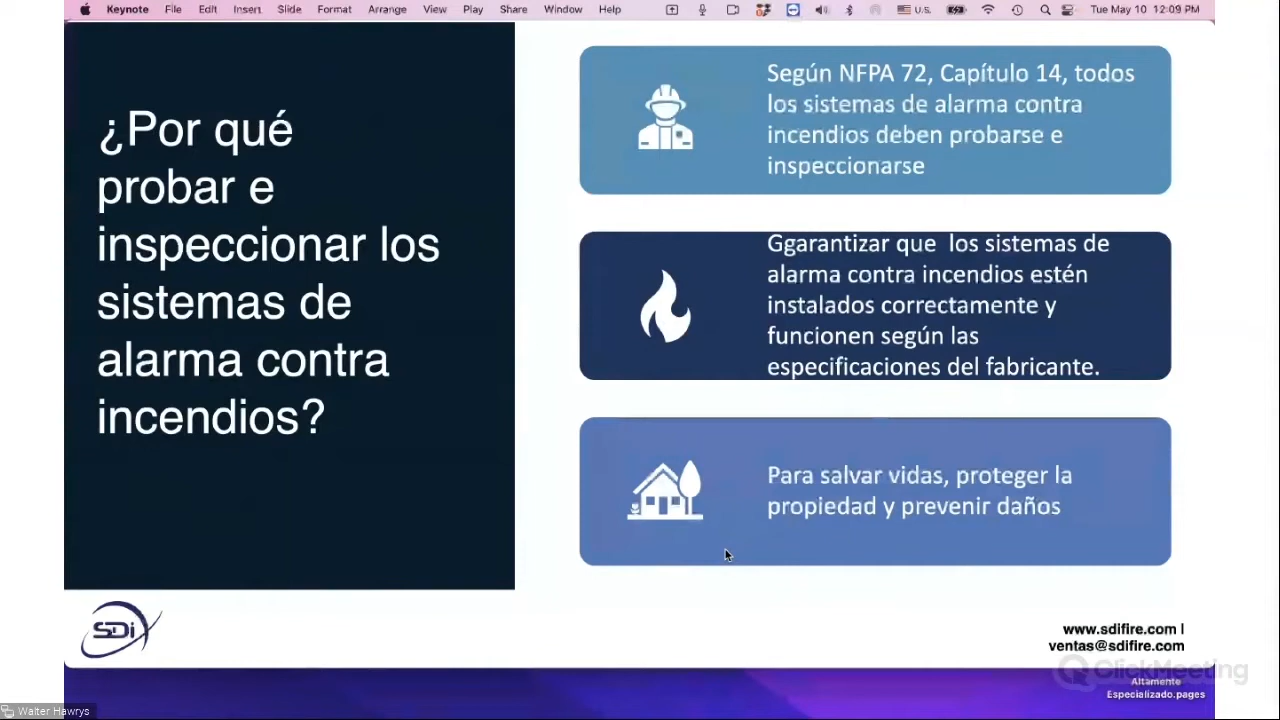 Keynote File Edit Insert Slide Format Arrange View Play Share Window Help U.S. Tue May 10 12:09 PM
¿Por qué
probar e
inspeccionar los
sistemas de
alarma contra
incendios?
Según NFPA 72, Capítulo 14, todos
los sistemas de alarma contra
incendios deben probarse e
inspeccionarse
Ggarantizar que  los sistemas de
alarma contra incendios estén
instalados correctamente y
funcionen según las
especificaciones del fabricante.
Para salvar vidas, proteger la
propiedad y prevenir daños
SDi
www.sdifire.com |
ventas@sdifire.com
ClickMeeting
Altamente
Especializado.pages
Walter Hawrys